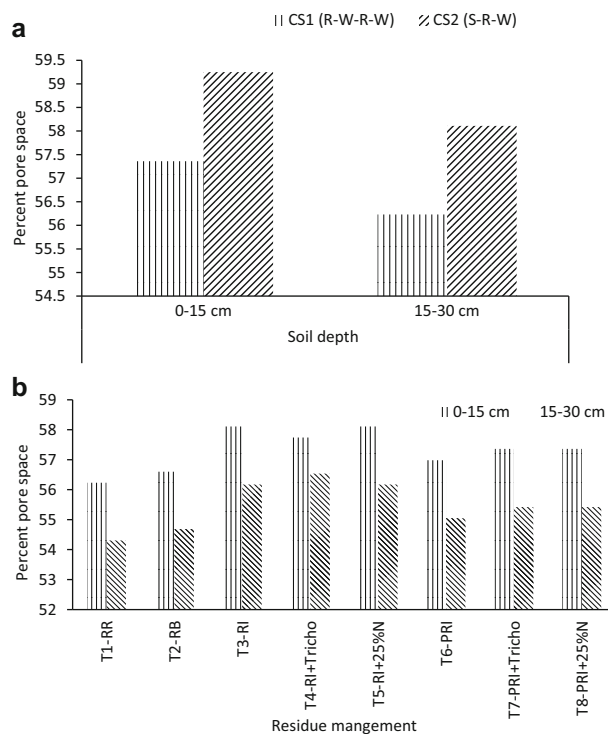 a
CS1 (R-W-R-W) CS2 (S-R-W)
Percent pore space
59.5
59
58.5
58
57.5
57
56.5
56
55.5
55
54.5
0-15 cm 15-30 cm
Soil depth
b
0-15 cm 15-30 cm
Percent pore space
59
58
57
56
55
54
53
52
T1-RR
T2-RB
T3-RI
T4-RI+Tricho
T5-RI+25%N
T6-PRI
T7-PRI+Tricho
T8-PRI+25%N
Residue mangement